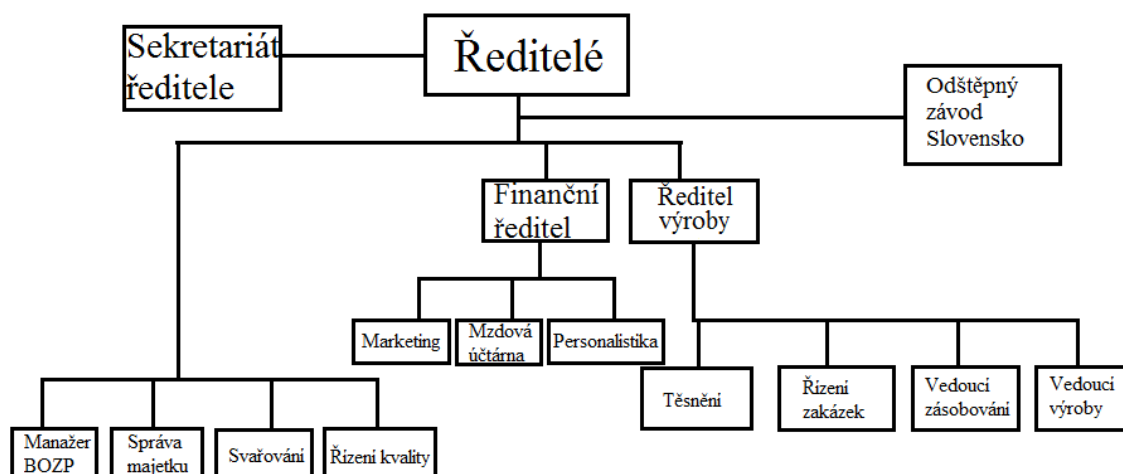 Sekretariát
ředitele
Ředitelé
Odštěpný
závod
Slovensko
Finanční
ředitel
Ředitel
výroby
Marketing
Mzdová
účtárna
Personalistika
Těsnění
Řízení
zakázek
Vedoucí
zásobování
Vedoucí
výroby
Manažer
BOZP
Správa
majetku
Svařování
Řízení kvality